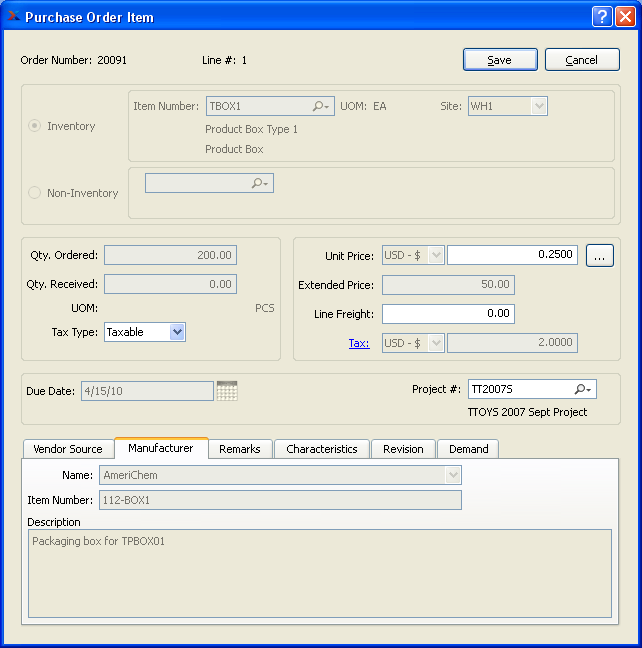 Purchase Order Item
Order Number: 20091 Line #: 1 Save Cancel
Inventory
Item Number: TBOX1 UOM: EA Site: WH1
Product Box Type 1
Product Box
Non-Inventory
Qty. Ordered: 200.00
Qty. Received: 0.00
UOM: PCS
Tax Type: Taxable
Unit Price: USD - $ 0.2500 ...
Extended Price: 50.00
Line Freight: 0.00
Tax: USD - $ 2.0000
Due Date: 4/15/10
Project #: TT2007S
TTOYS 2007 Sept Project
Vendor Source Manufacturer Remarks Characteristics Revision Demand
Name: AmeriChem
Item Number: 112-BOX1
Description
Packaging box for TPBOX01